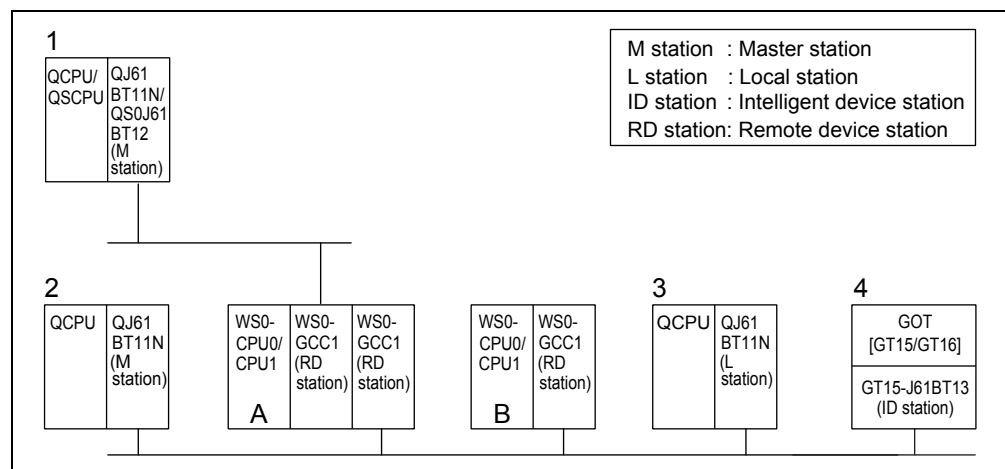 1
QCPU/
QSCPU
QJ61
BT11N/
QS0J61
BT12
(M
station)
M station : Master station
L station : Local station
ID station : Intelligent device station
RD station: Remote device station
2
QCPU
QJ61
BT11N
(M
station)
WS0-
CPU0/
CPU1
A
WS0-
GCC1
(RD
station)
WS0-
GCC1
(RD
station)
WS0-
CPU0/
CPU1
B
WS0-
GCC1
(RD
station)
3
QCPU
QJ61
BT11N
(L
station)
4
GOT
[GT15/GT16]
GT15-J61BT13
(ID station)